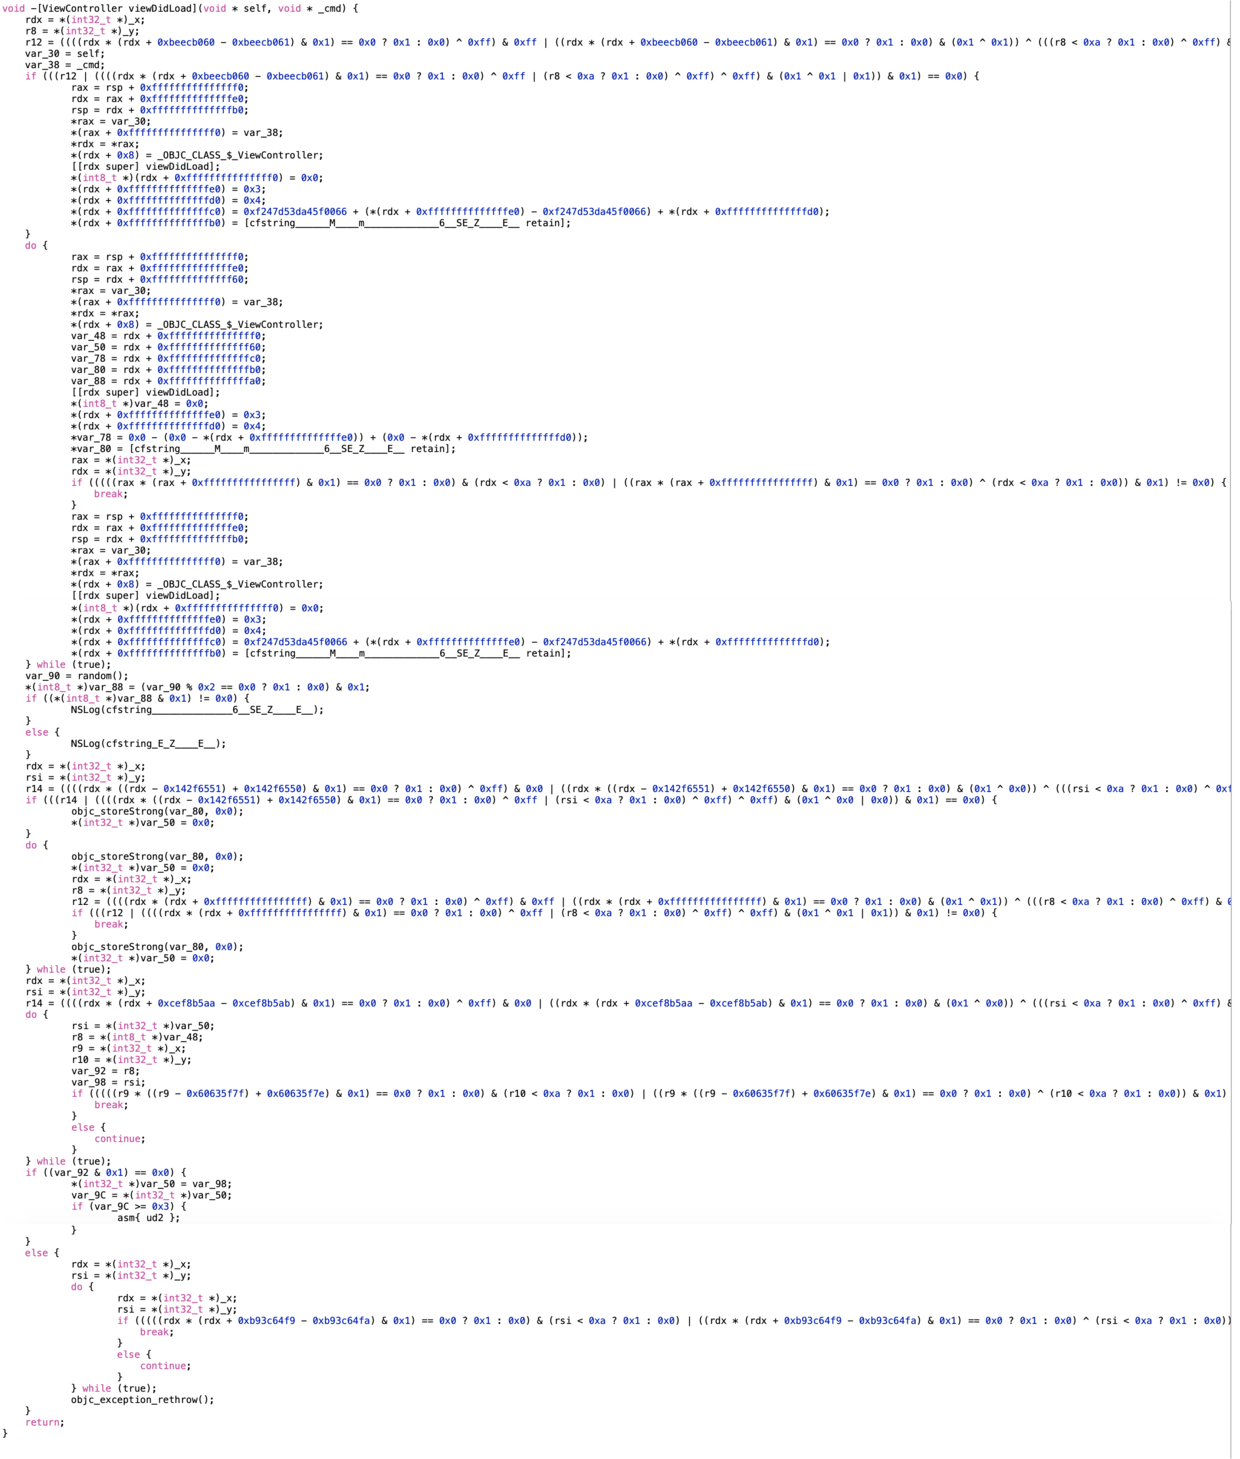 void -[ViewController viewDidLoad](void * self, void * _cmd) {
rdx = *(int32_t *)_x;
r8 = *(int32_t *)_y;
r12 = ((((rdx * (rdx + 0xbeecb060 - 0xbeecb061) & 0x1) == 0x0 ? 0x1 : 0x0) ^ 0xff) & 0xff | ((rdx * (rdx + 0xbeecb060 - 0xbeecb061) & 0x1) == 0x0 ? 0x1 : 0x0) & (0x1 ^ 0x1)) ^ (((r8 < 0xa ? 0x1 : 0x0) ^ 0xff) &
var_30 = self;
var_38 = _cmd;
if (((r12 | ((((rdx * (rdx + 0xbeecb060 - 0xbeecb061) & 0x1) == 0x0 ? 0x1 : 0x0) ^ 0xff | (r8 < 0xa ? 0x1 : 0x0) ^ 0xff) ^ 0xff) & (0x1 ^ 0x1 | 0x1)) & 0x1) == 0x0) {
rax = rsp + 0xfffffffffffffff0;
rdx = rax + 0xffffffffffffffe0;
rsp = rdx + 0xffffffffffffffb0;
*rax = var_30;
*(rax + 0xfffffffffffffff0) = var_38;
*rdx = *rax;
*(rdx + 0x8) = _OBJC_CLASS_$_ViewController;
[[rdx super] viewDidLoad];
*(int8_t *)(rdx + 0xfffffffffffffff0) = 0x0;
*(rdx + 0xffffffffffffffe0) = 0x3;
*(rdx + 0xffffffffffffffd0) = 0x4;
*(rdx + 0xffffffffffffffc0) = 0xf247d53da45f0066 + (*(rdx + 0xffffffffffffffe0) - 0xf247d53da45f0066) + *(rdx + 0xffffffffffffffd0);
*(rdx + 0xffffffffffffffb0) = [cfstring______M____m_____________6__SE_Z____E__ retain];
}
do {
rax = rsp + 0xfffffffffffffff0;
rdx = rax + 0xffffffffffffffe0;
rsp = rdx + 0xffffffffffffff60;
*rax = var_30;
*(rax + 0xfffffffffffffff0) = var_38;
*rdx = *rax;
*(rdx + 0x8) = _OBJC_CLASS_$_ViewController;
var_48 = rdx + 0xfffffffffffffff0;
var_50 = rdx + 0xffffffffffffff60;
var_78 = rdx + 0xffffffffffffffc0;
var_80 = rdx + 0xffffffffffffffb0;
var_88 = rdx + 0xffffffffffffffa0;
[[rdx super] viewDidLoad];
*(int8_t *)var_48 = 0x0;
*(rdx + 0xffffffffffffffe0) = 0x3;
*(rdx + 0xffffffffffffffd0) = 0x4;
*var_78 = 0x0 - (0x0 - *(rdx + 0xffffffffffffffe0)) + (0x0 - *(rdx + 0xffffffffffffffd0));
*var_80 = [cfstring______M____m_____________6__SE_Z____E__ retain];
rax = *(int32_t *)_x;
rdx = *(int32_t *)_y;
if (((((rax * (rax + 0xffffffffffffffff) & 0x1) == 0x0 ? 0x1 : 0x0) & (rdx < 0xa ? 0x1 : 0x0) | ((rax * (rax + 0xffffffffffffffff) & 0x1) == 0x0 ? 0x1 : 0x0) ^ (rdx < 0xa ? 0x1 : 0x0)) & 0x1) != 0x0) {
break;
}
rax = rsp + 0xfffffffffffffff0;
rdx = rax + 0xffffffffffffffe0;
rsp = rdx + 0xffffffffffffffb0;
*rax = var_30;
*(rax + 0xfffffffffffffff0) = var_38;
*rdx = *rax;
*(rdx + 0x8) = _OBJC_CLASS_$_ViewController;
[[rdx super] viewDidLoad];
*(int8_t *)(rdx + 0xfffffffffffffff0) = 0x0;
*(rdx + 0xffffffffffffffe0) = 0x3;
*(rdx + 0xffffffffffffffd0) = 0x4;
*(rdx + 0xffffffffffffffc0) = 0xf247d53da45f0066 + (*(rdx + 0xffffffffffffffe0) - 0xf247d53da45f0066) + *(rdx + 0xffffffffffffffd0);
*(rdx + 0xffffffffffffffb0) = [cfstring______M____m_____________6__SE_Z____E__ retain];
} while (true);
var_90 = random();
*(int8_t *)var_88 = (var_90 % 0x2 == 0x0 ? 0x1 : 0x0) & 0x1;
if ((*(int8_t *)var_88 & 0x1) != 0x0) {
NSLog(cfstring______________6__SE_Z____E__);
}
else {
NSLog(cfstring_E_Z____E__);
}
rdx = *(int32_t *)_x;
rsi = *(int32_t *)_y;
r14 = ((((rdx * ((rdx - 0x142f6551) + 0x142f6550) & 0x1) == 0x0 ? 0x1 : 0x0) ^ 0xff) & 0x0 | ((rdx * ((rdx - 0x142f6551) + 0x142f6550) & 0x1) == 0x0 ? 0x1 : 0x0) & (0x1 ^ 0x0)) ^ (((rsi < 0xa ? 0x1 : 0x0) ^ 0xf
if (((r14 | ((((rdx * ((rdx - 0x142f6551) + 0x142f6550) & 0x1) == 0x0 ? 0x1 : 0x0) ^ 0xff | (rsi < 0xa ? 0x1 : 0x0) ^ 0xff) ^ 0xff) & (0x1 ^ 0x0 | 0x0)) & 0x1) == 0x0) {
objc_storeStrong(var_80, 0x0);
*(int32_t *)var_50 = 0x0;
}
do {
objc_storeStrong(var_80, 0x0);
*(int32_t *)var_50 = 0x0;
rdx = *(int32_t *)_x;
r8 = *(int32_t *)_y;
r12 = ((((rdx * (rdx + 0xffffffffffffffff) & 0x1) == 0x0 ? 0x1 : 0x0) ^ 0xff) & 0xff | ((rdx * (rdx + 0xffffffffffffffff) & 0x1) == 0x0 ? 0x1 : 0x0) & (0x1 ^ 0x1)) ^ (((r8 < 0xa ? 0x1 : 0x0) ^ 0xff) & 0
if (((r12 | ((((rdx * (rdx + 0xffffffffffffffff) & 0x1) == 0x0 ? 0x1 : 0x0) ^ 0xff | (r8 < 0xa ? 0x1 : 0x0) ^ 0xff) ^ 0xff) & (0x1 ^ 0x1 | 0x1)) & 0x1) != 0x0) {
break;
}
objc_storeStrong(var_80, 0x0);
*(int32_t *)var_50 = 0x0;
} while (true);
rdx = *(int32_t *)_x;
rsi = *(int32_t *)_y;
r14 = ((((rdx * (rdx + 0xcef8b5aa - 0xcef8b5ab) & 0x1) == 0x0 ? 0x1 : 0x0) ^ 0xff) & 0x0 | ((rdx * (rdx + 0xcef8b5aa - 0xcef8b5ab) & 0x1) == 0x0 ? 0x1 : 0x0) & (0x1 ^ 0x0)) ^ (((rsi < 0xa ? 0x1 : 0x0) ^ 0xff) &
do {
rsi = *(int32_t *)var_50;
r8 = *(int8_t *)var_48;
r9 = *(int32_t *)_x;
r10 = *(int32_t *)_y;
var_92 = r8;
var_98 = rsi;
if (((((r9 * ((r9 - 0x60635f7f) + 0x60635f7e) & 0x1) == 0x0 ? 0x1 : 0x0) & (r10 < 0xa ? 0x1 : 0x0) | ((r9 * ((r9 - 0x60635f7f) + 0x60635f7e) & 0x1) == 0x0 ? 0x1 : 0x0) ^ (r10 < 0xa ? 0x1 : 0x0)) & 0x1)
break;
}
else {
continue;
}
} while (true);
if ((var_92 & 0x1) == 0x0) {
*(int32_t *)var_50 = var_98;
var_9C = *(int32_t *)var_50;
if (var_9C >= 0x3) {
asm{ ud2 };
}
}
else {
rdx = *(int32_t *)_x;
rsi = *(int32_t *)_y;
do {
rdx = *(int32_t *)_x;
rsi = *(int32_t *)_y;
if (((((rdx * (rdx + 0xb93c64f9 - 0xb93c64fa) & 0x1) == 0x0 ? 0x1 : 0x0) & (rsi < 0xa ? 0x1 : 0x0) | ((rdx * (rdx + 0xb93c64f9 - 0xb93c64fa) & 0x1) == 0x0 ? 0x1 : 0x0) ^ (rsi < 0xa ? 0x1 : 0x0))
break;
}
else {
continue;
}
} while (true);
objc_exception_rethrow();
}
return;
}